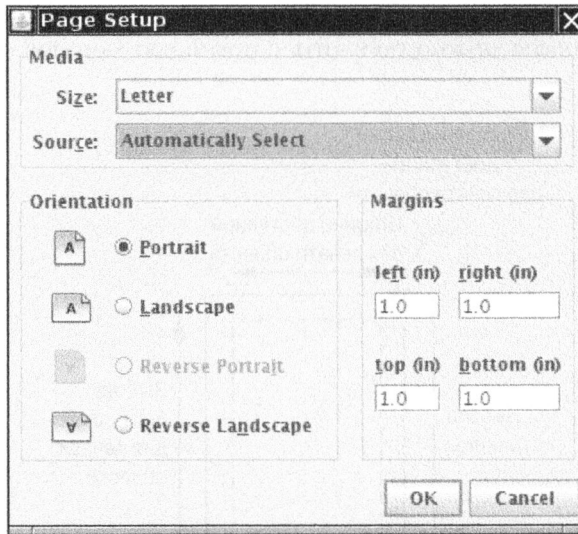 Page Setup
Media
Size: Letter
Source: Automatically Select
Orientation
A Portrait
A Landscape
Reverse Portrait
A Reverse Landscape
Margins
left (in) right (in)
1.0 1.0
top (in) bottom (in)
1.0 1.0
OK Cancel